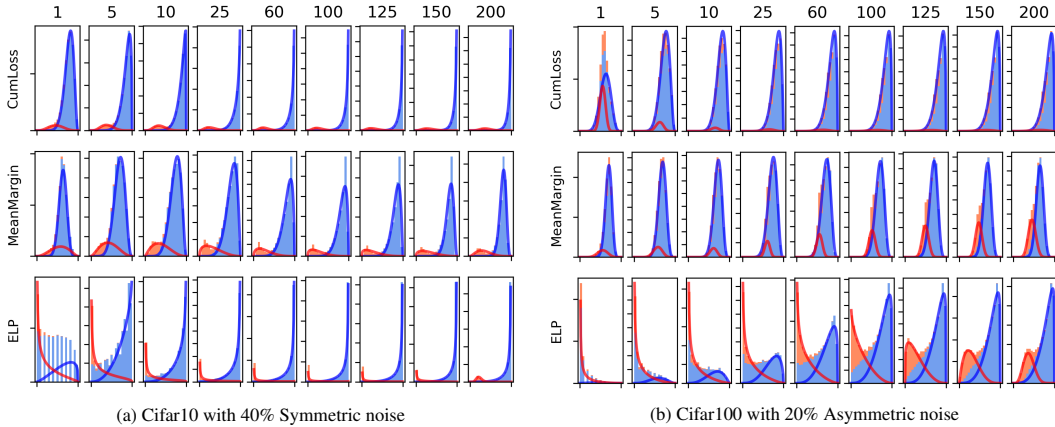 1 5 10 25 60 100 125 150 200
CumLoss
MeanMargin
ELP
(a) Cifar10 with 40% Symmetric noise
1 5 10 25 60 100 125 150 200
CumLoss
MeanMargin
ELP
(b) Cifar100 with 20% Asymmetric noise